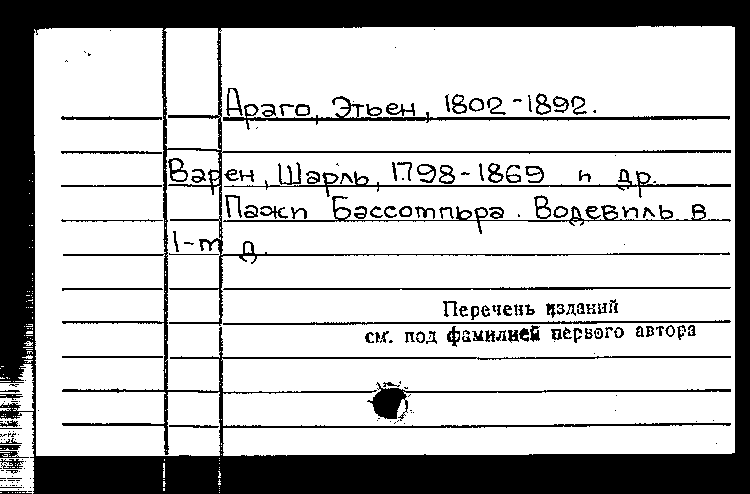 Араго, Этьен, 1802-1892.
Варен, Шарль, 1798-1869 и др.
Пажи Бассомпьера. Водевиль в
1-м д.
Перечень изданий
см. под фамилией первого автора